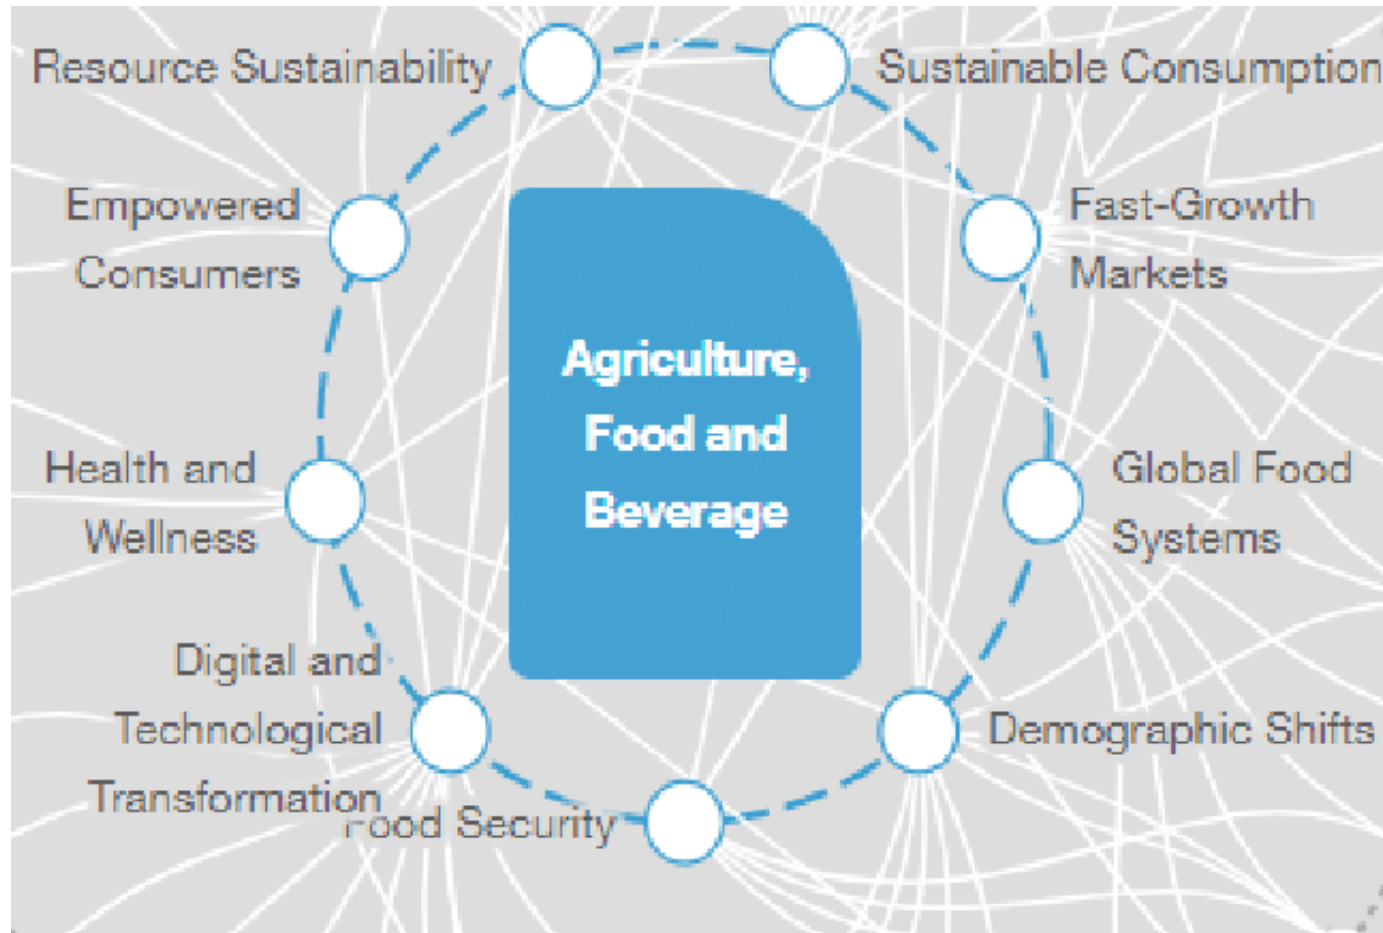 Resource Sustainability
Sustainable Consumption
Empowered
Consumers
Fast-Growth
Markets
Agriculture,
Food and
Beverage
Health and
Wellness
Global Food
Systems
Digital and
Technological
Transformation
Demographic Shifts
Food Security